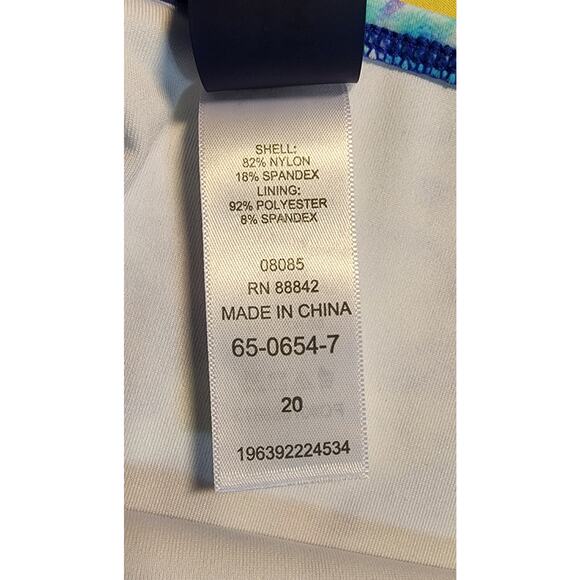 SHELL:
82% NYLON
18% SPANDEX
LINING:
92% POLYESTER
8% SPANDEX
08085
RN 88842
MADE IN CHINA
65-0654-7
20
196392224534